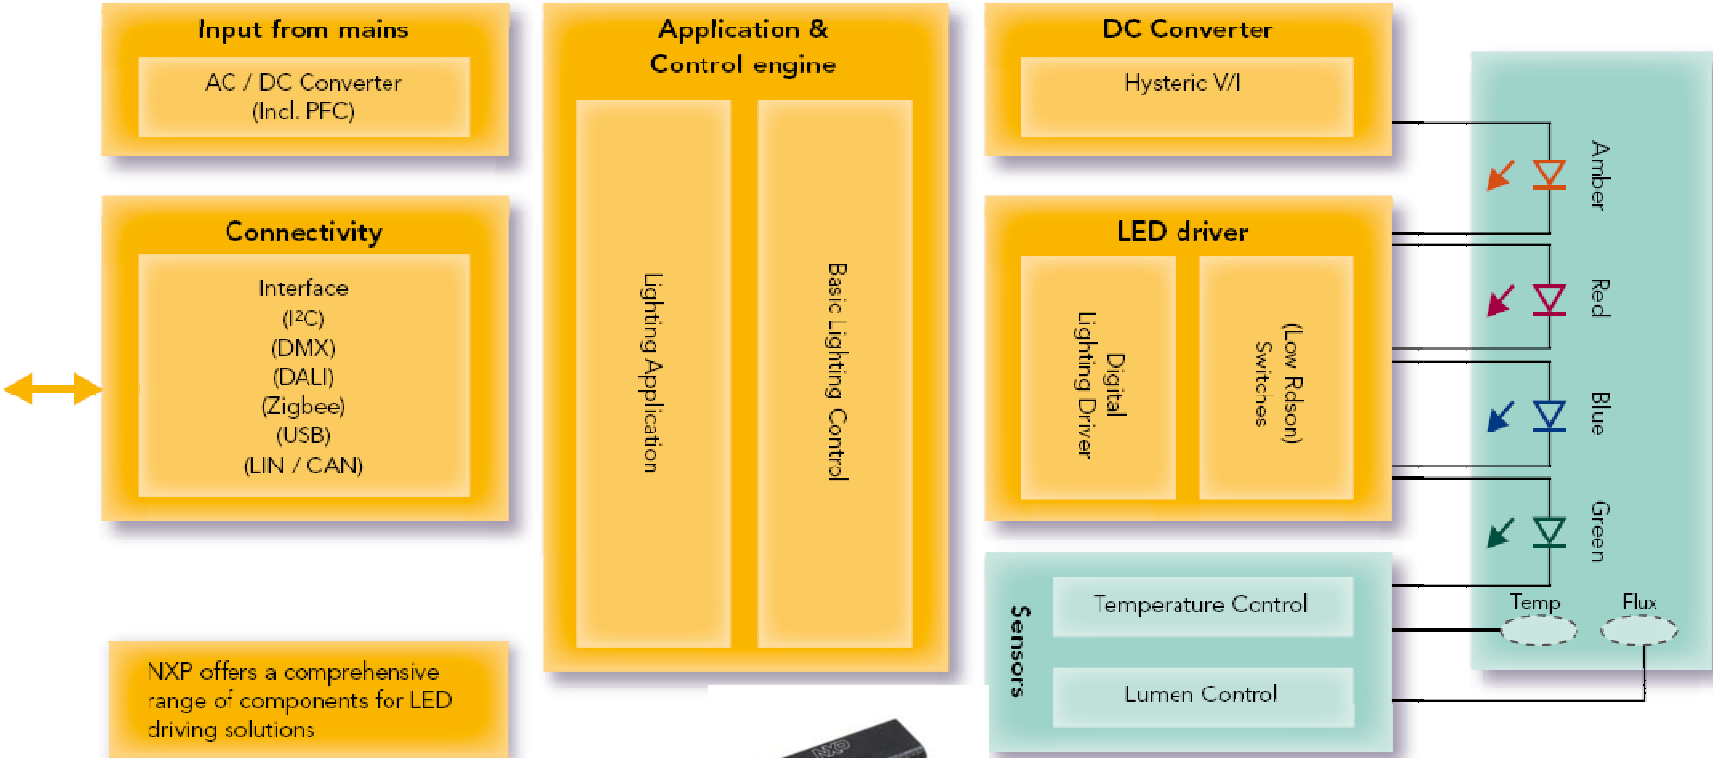 Input from mains
AC / DC Converter
(Incl. PFC)
Connectivity
Interface
(I²C)
(DMX)
(DALI)
(Zigbee)
(USB)
(LIN / CAN)
NXP offers a comprehensive
range of components for LED
driving solutions
Application &
Control engine
Lighting Application
Basic Lighting Control
NXP
DC Converter
Hysteric V/I
LED driver
Digital
Lighting Driver
(Low Rdson)
Switches
Sensors
Temperature Control
Lumen Control
Amber
Red
Blue
Green
Temp
Flux